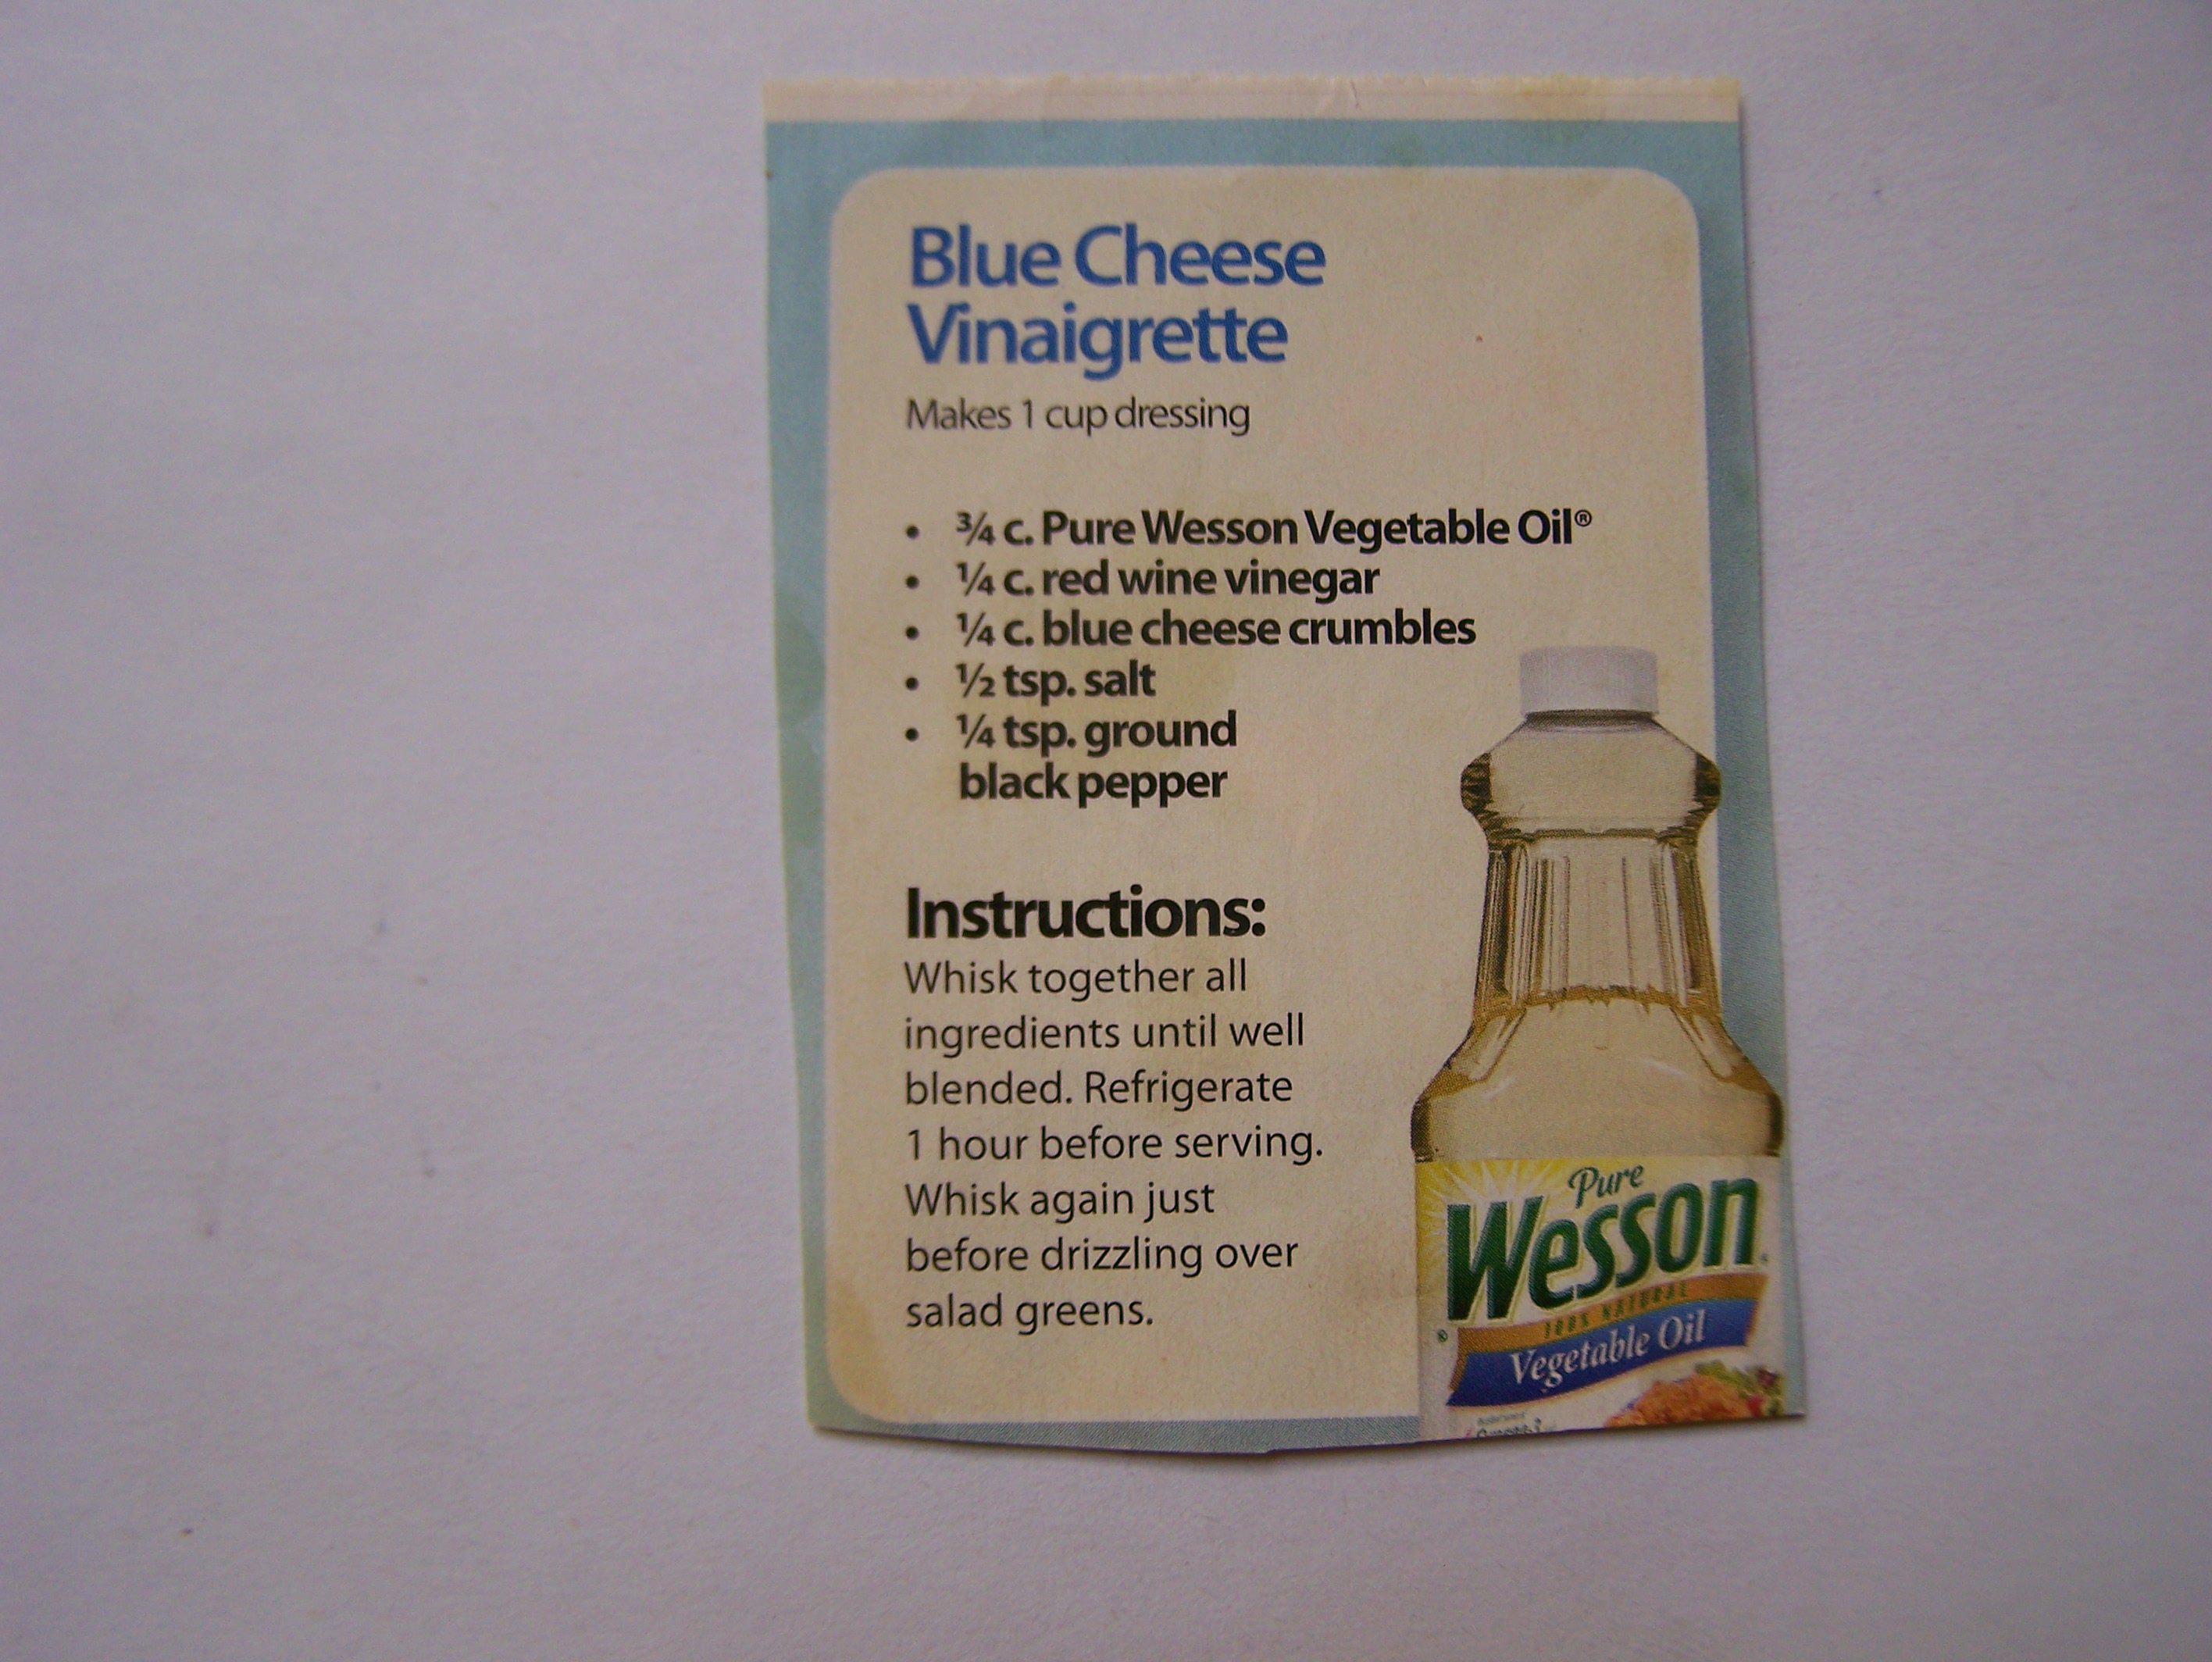 Blue Cheese
Vinaigrette
Makes 1 cup dressing
• ¾ c. Pure Wesson Vegetable Oil®
• ¼ c. red wine vinegar
• ¼ c. blue cheese crumbles
• ½ tsp. salt
• ¼ tsp. ground
black pepper
Instructions:
Whisk together all
ingredients until well
blended. Refrigerate
1 hour before serving.
Whisk again just
before drizzling over
salad greens.
Pure
Wesson
100% NATURAL
Vegetable Oil